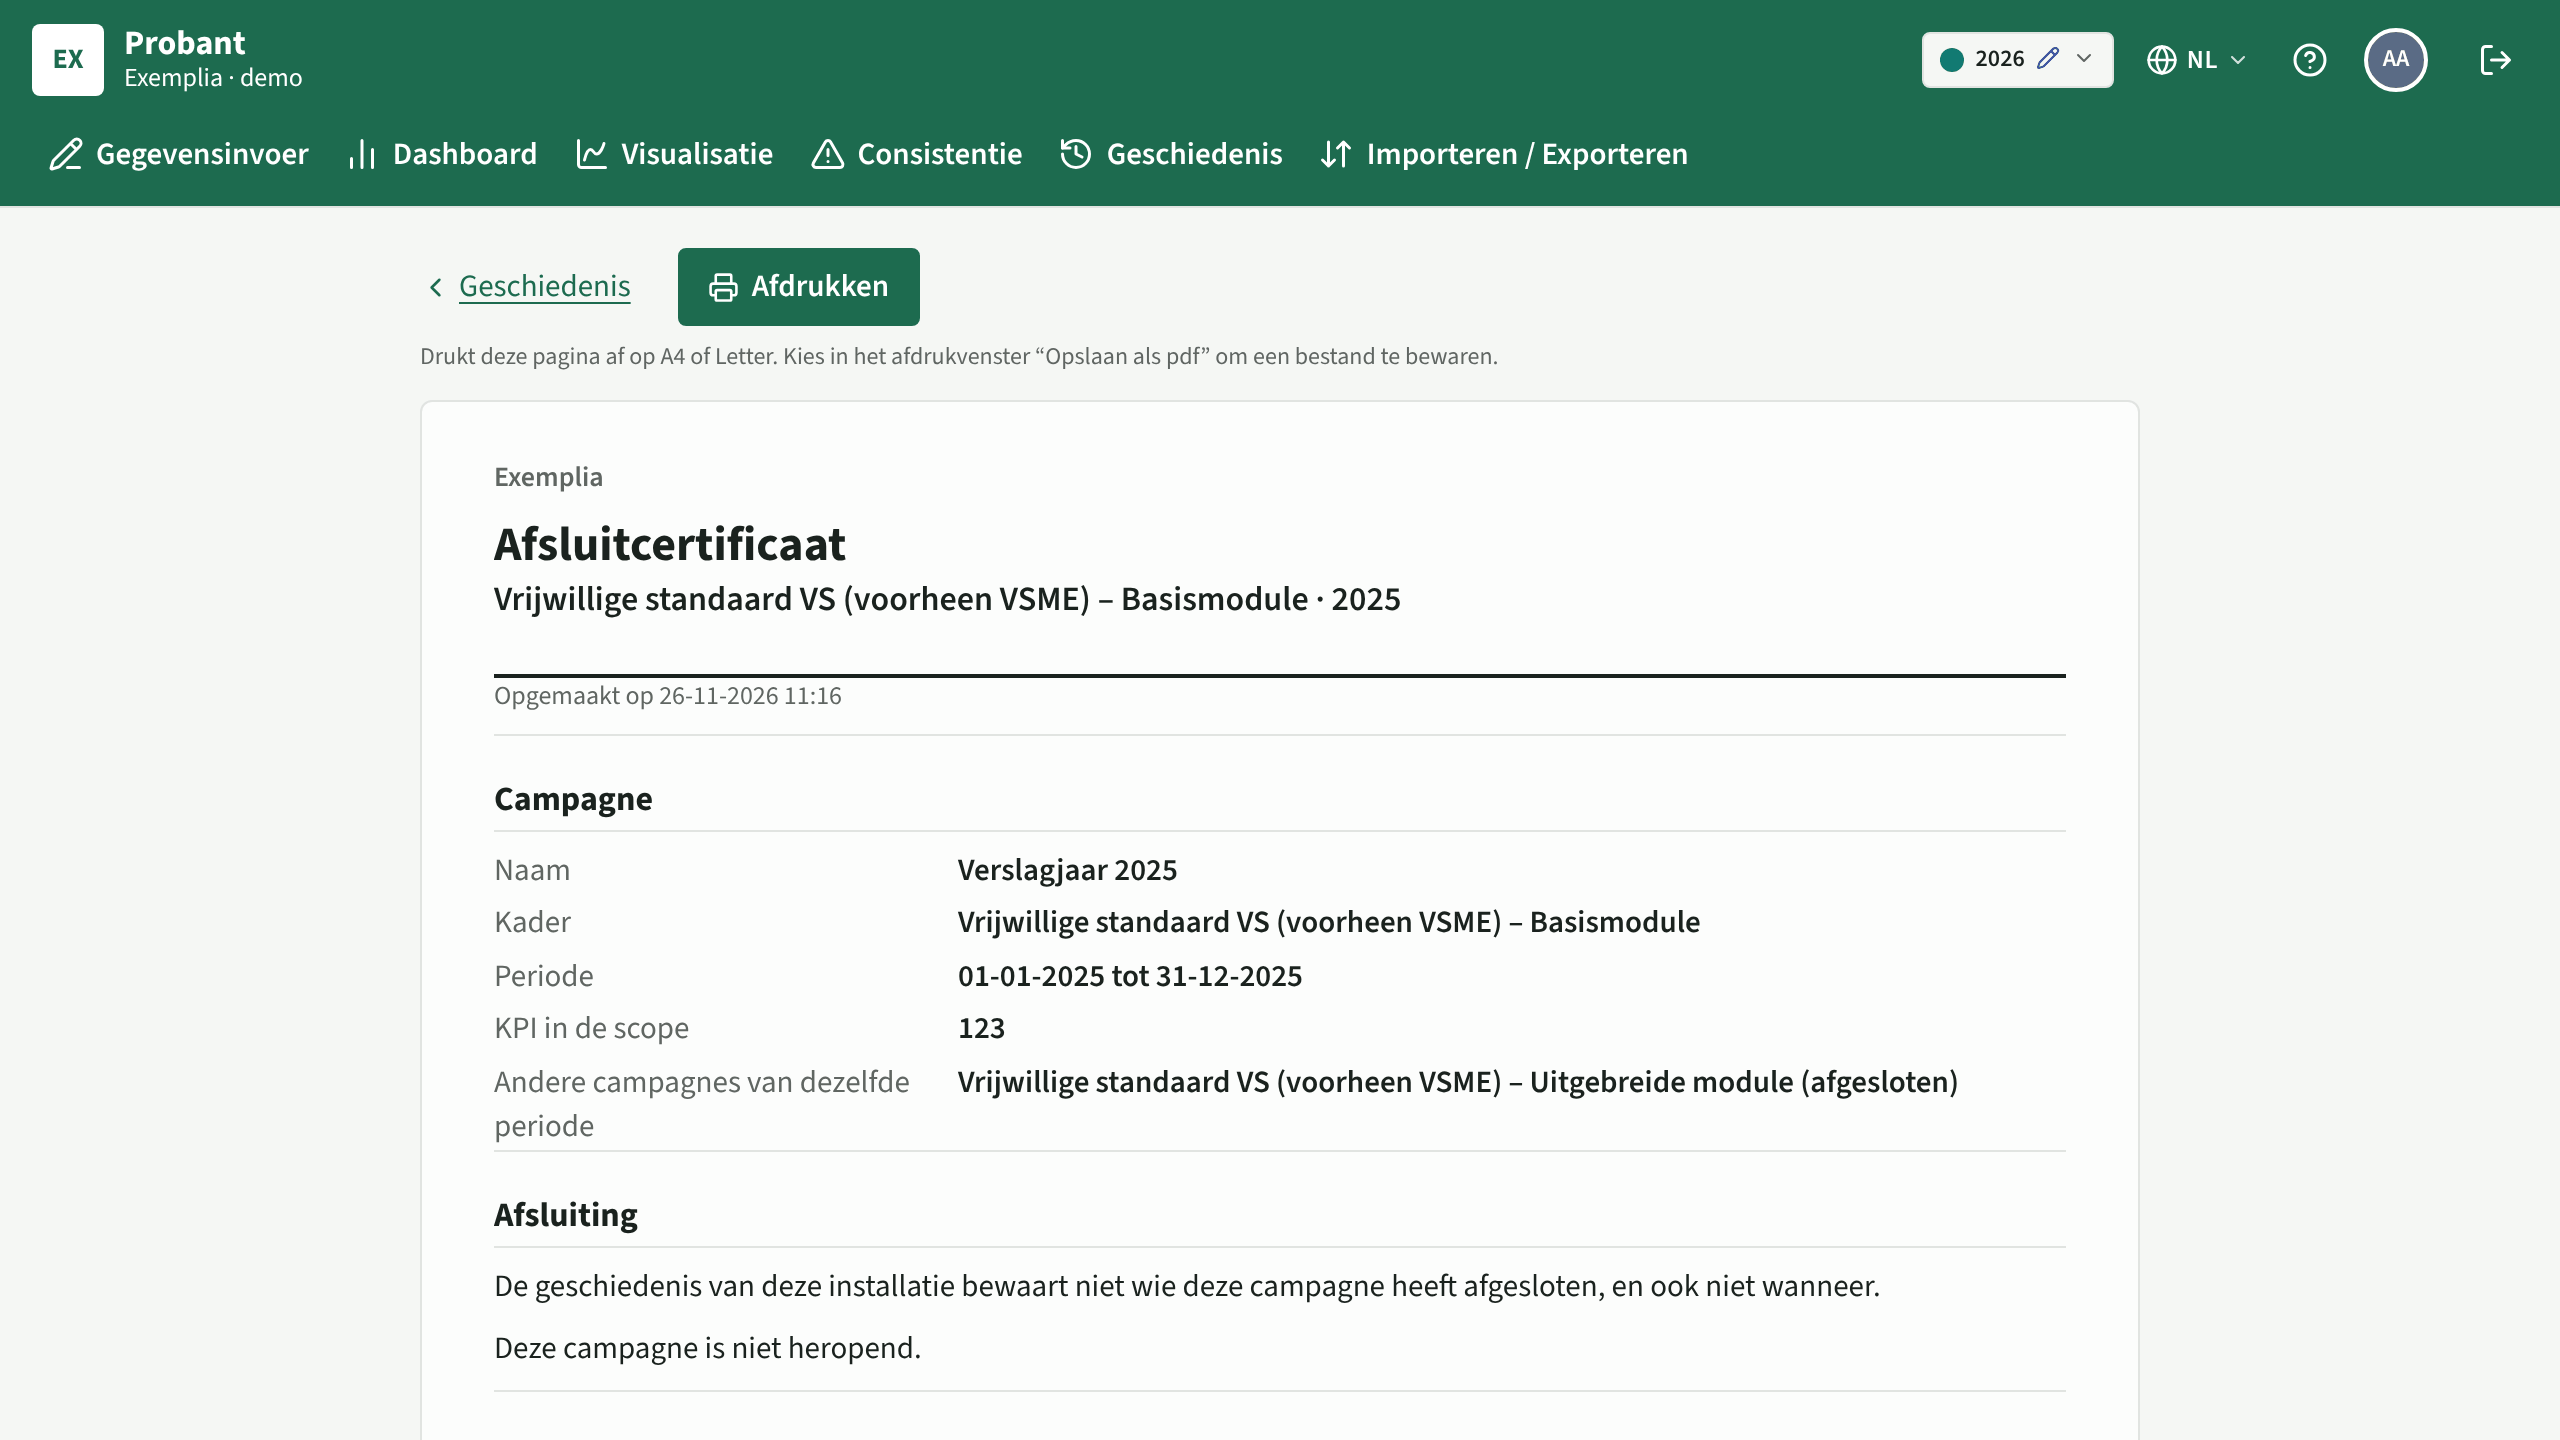 EX
Probant
Exemplia · demo
2026
NL
AA
Gegevensinvoer
Dashboard
Visualisatie
Consistentie
Geschiedenis
Importeren / Exporteren
Geschiedenis
Afdrukken
Drukt deze pagina af op A4 of Letter. Kies in het afdrukvenster “Opslaan als pdf” om een bestand te bewaren.
Exemplia
Afsluitcertificaat
Vrijwillige standaard VS (voorheen VSME) – Basismodule · 2025
Opgemaakt op 26-11-2026 11:16
Campagne
Naam
Verslagjaar 2025
Kader
Vrijwillige standaard VS (voorheen VSME) – Basismodule
Periode
01-01-2025 tot 31-12-2025
KPI in de scope
123
Andere campagnes van dezelfde
periode
Vrijwillige standaard VS (voorheen VSME) – Uitgebreide module (afgesloten)
Afsluiting
De geschiedenis van deze installatie bewaart niet wie deze campagne heeft afgesloten, en ook niet wanneer.
Deze campagne is niet heropend.